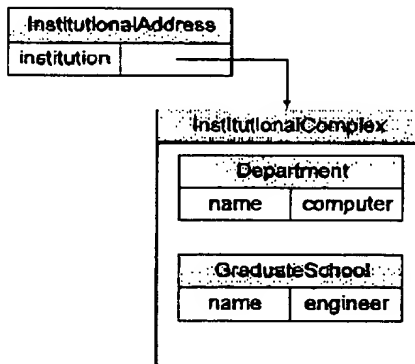 InstitutionalAddress
institution
InstitutionalComplex
Department
name computer
GraduateSchool
name engineer